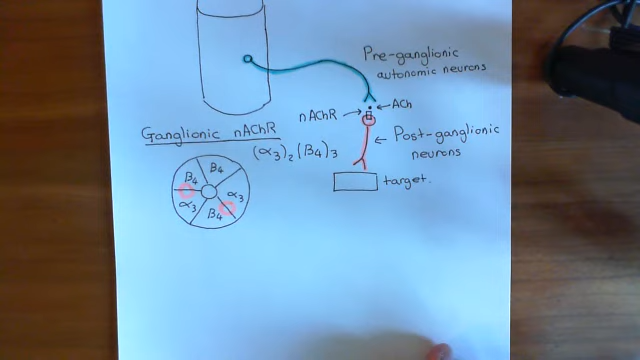 Pre-ganglionic
autonomic neurons
nAChR
ACh
Ganglionic nAChR
(α₃)₂(β₄)₃
Post-ganglionic
neurons
target.
β₄
β₄
α₃
β₄
α₃